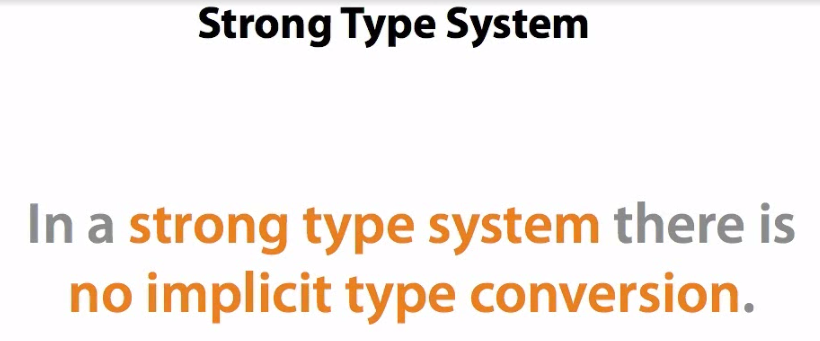 Strong Type System
In a strong type system there is
no implicit type conversion.